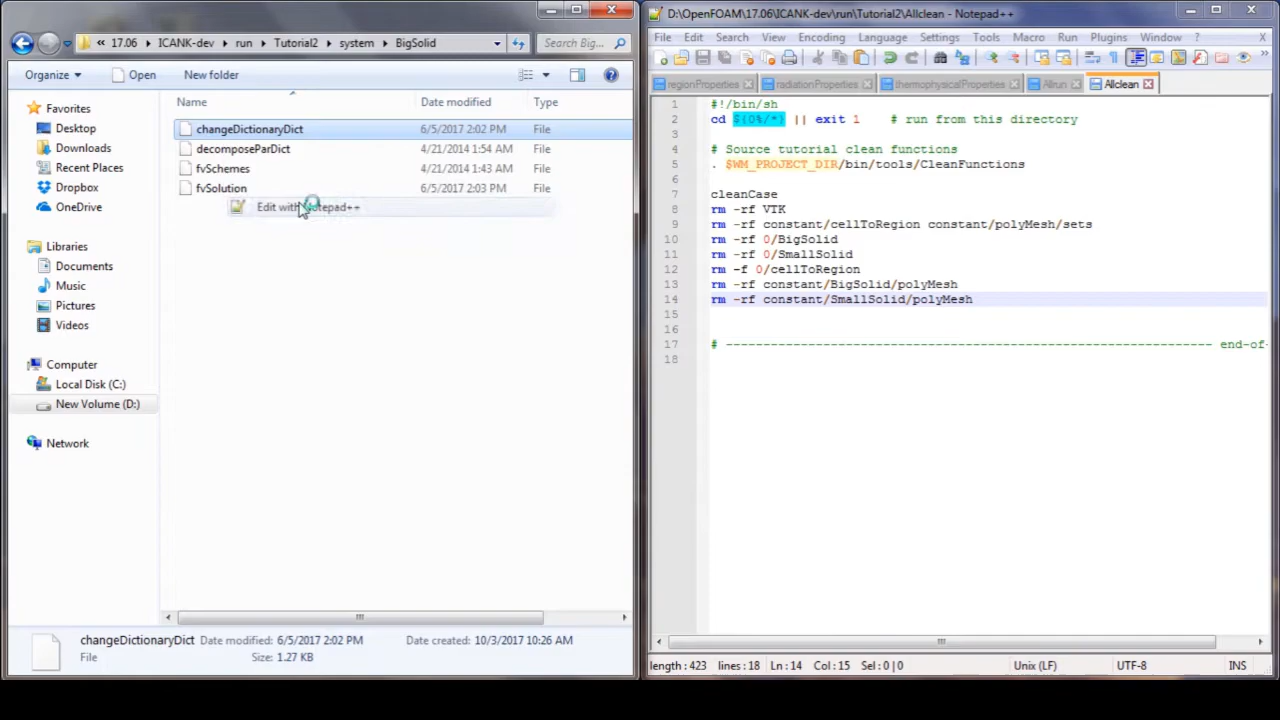 17.06 ICANK-dev run Tutorial2 system BigSolid
Search Big...
Organize Open New folder
Favorites
Desktop
Downloads
Recent Places
Dropbox
OneDrive
Libraries
Documents
Music
Pictures
Videos
Computer
Local Disk (C:)
New Volume (D:)
Network
Name Date modified Type
changeDictionaryDict 6/5/2017 2:02 PM File
decomposeParDict 4/21/2014 1:54 AM File
fvSchemes 4/21/2014 1:43 AM File
fvSolution 6/5/2017 2:03 PM File
Edit with Notepad++
changeDictionaryDict Date modified: 6/5/2017 2:02 PM Date created: 10/3/2017 10:26 AM
File Size: 1.27 KB
D:\OpenFOAM\17.06\ICANK-dev\run\Tutorial2\Allclean - Notepad++
File Edit Search View Encoding Language Settings Tools Macro Run Plugins Window ? X
regionProperties radiationProperties thermophysicalProperties Allrun Allclean
1 #!/bin/sh
2 cd ${0%/*} || exit 1 # run from this directory
3
4 # Source tutorial clean functions
5 . $WM_PROJECT_DIR/bin/tools/CleanFunctions
6
7 cleanCase
8 rm -rf VTK
9 rm -rf constant/cellToRegion constant/polyMesh/sets
10 rm -rf 0/BigSolid
11 rm -rf 0/SmallSolid
12 rm -f 0/cellToRegion
13 rm -rf constant/BigSolid/polyMesh
14 rm -rf constant/SmallSolid/polyMesh
15
16
17 # ----------------------------------------------------------------- end-of-
18
length : 423 lines : 18 Ln : 14 Col : 15 Sel : 0 | 0 Unix (LF) UTF-8 INS